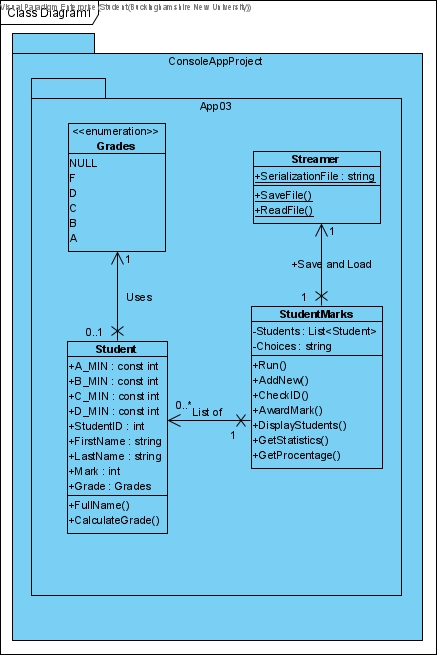 Visual Paradigm Enterprise(Student(Buckinghamshire New University))
Class Diagram1
ConsoleAppProject
App03
<<enumeration>>
Grades
NULL
F
D
C
B
A
Streamer
+SerializationFile : string
+SaveFile()
+ReadFile()
1
Uses
0..1
1
+Save and Load
1
Student
+A_MIN : const int
+B_MIN : const int
+C_MIN : const int
+D_MIN : const int
+StudentID : int
+FirstName : string
+LastName : string
+Mark : int
+Grade : Grades
+FullName()
+CalculateGrade()
0..*
List of
1
StudentMarks
-Students : List<Student>
-Choices : string
+Run()
+AddNew()
+CheckID()
+AwardMark()
+DisplayStudents()
+GetStatistics()
+GetProcentage()